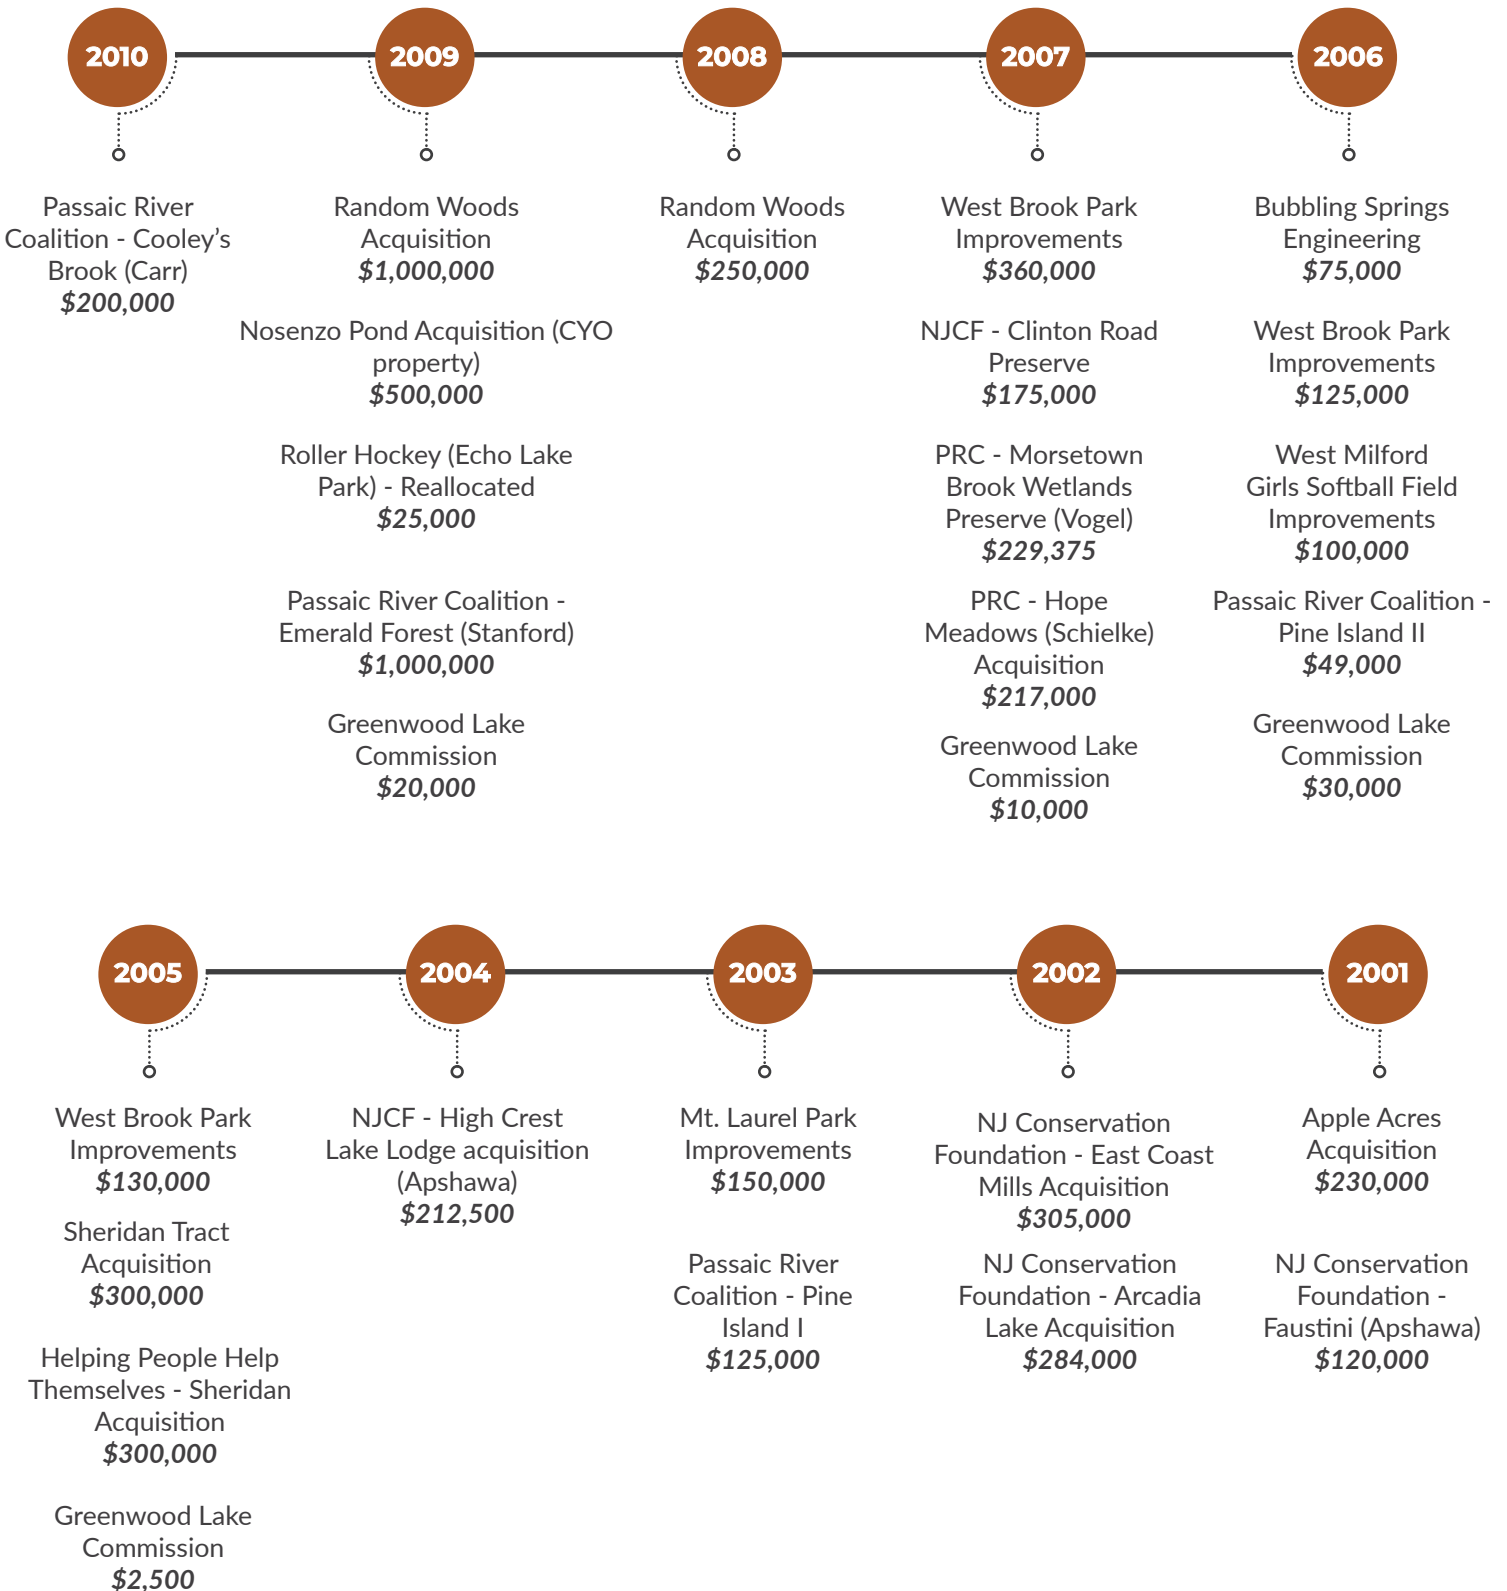 2010
2009
2008
2007
2006
Passaic River
Coalition - Cooley's
Brook (Carr)
$200,000
Random Woods
Acquisition
$1,000,000
Nosenzo Pond Acquisition (CYO
property)
$500,000
Roller Hockey (Echo Lake
Park) - Reallocated
$25,000
Passaic River Coalition -
Emerald Forest (Stanford)
$1,000,000
Greenwood Lake
Commission
$20,000
Random Woods
Acquisition
$250,000
West Brook Park
Improvements
$360,000
NJCF - Clinton Road
Preserve
$175,000
PRC - Morsetown
Brook Wetlands
Preserve (Vogel)
$229,375
PRC - Hope
Meadows (Schielke)
Acquisition
$217,000
Greenwood Lake
Commission
$10,000
Bubbling Springs
Engineering
$75,000
West Brook Park
Improvements
$125,000
West Milford
Girls Softball Field
Improvements
$100,000
Passaic River Coalition -
Pine Island II
$49,000
Greenwood Lake
Commission
$30,000
2005
2004
2003
2002
2001
West Brook Park
Improvements
$130,000
Sheridan Tract
Acquisition
$300,000
Helping People Help
Themselves - Sheridan
Acquisition
$300,000
Greenwood Lake
Commission
$2,500
NJCF - High Crest
Lake Lodge acquisition
(Apshawa)
$212,500
Mt. Laurel Park
Improvements
$150,000
Passaic River
Coalition - Pine
Island I
$125,000
NJ Conservation
Foundation - East Coast
Mills Acquisition
$305,000
NJ Conservation
Foundation - Arcadia
Lake Acquisition
$284,000
Apple Acres
Acquisition
$230,000
NJ Conservation
Foundation -
Faustini (Apshawa)
$120,000